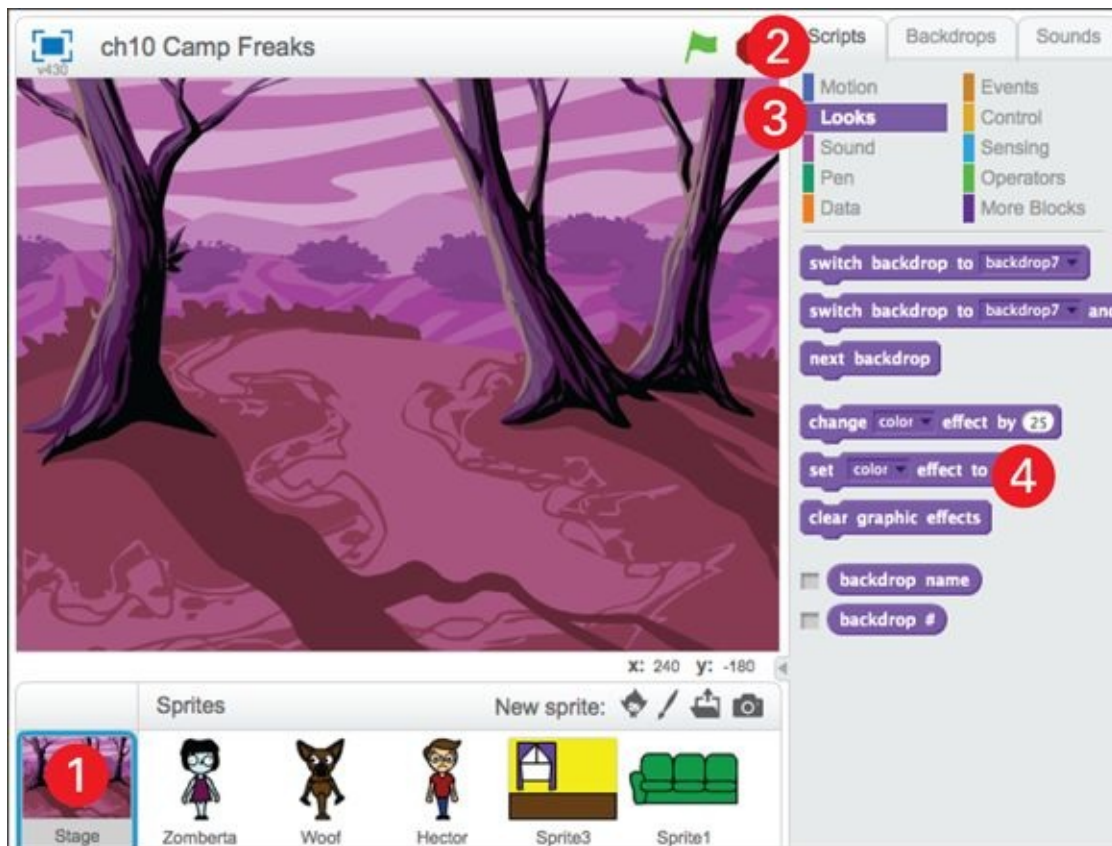 ch10 Camp Freaks
v430
2
Scripts
Backdrops
Sounds
Motion
Events
3
Looks
Control
Sound
Sensing
Pen
Operators
Data
More Blocks
switch backdrop to backdrop7
switch backdrop to backdrop7 and
next backdrop
change color effect by 25
set color effect to
4
clear graphic effects
backdrop name
backdrop #
x: 240 y: -180
Sprites
New sprite:
1
Stage
Zomberta
Woof
Hector
Sprite3
Sprite1